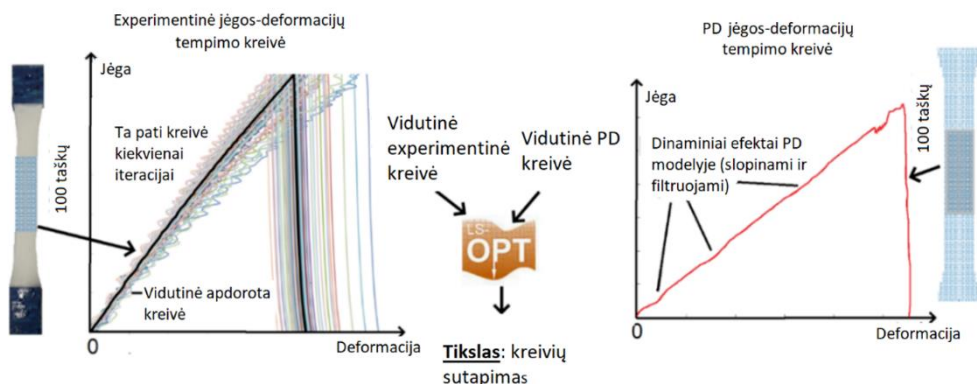 Experimentinė jėgos-deformacijų
tempimo kreivė
Jėga
Ta pati kreivė
kiekvienai
iteracijai
100 taškų
Vidutinė apdorota
kreivė
0
Deformacija
Vidutinė
experimentinė
kreivė
Vidutinė PD
kreivė
LS-
OPT
Tikslas: kreivių
sutapimas
PD jėgos-deformacijų
tempimo kreivė
Jėga
Dinaminiai efektai PD
modelyje (slopinami ir
filtruojami)
100 taškų
0
Deformacija